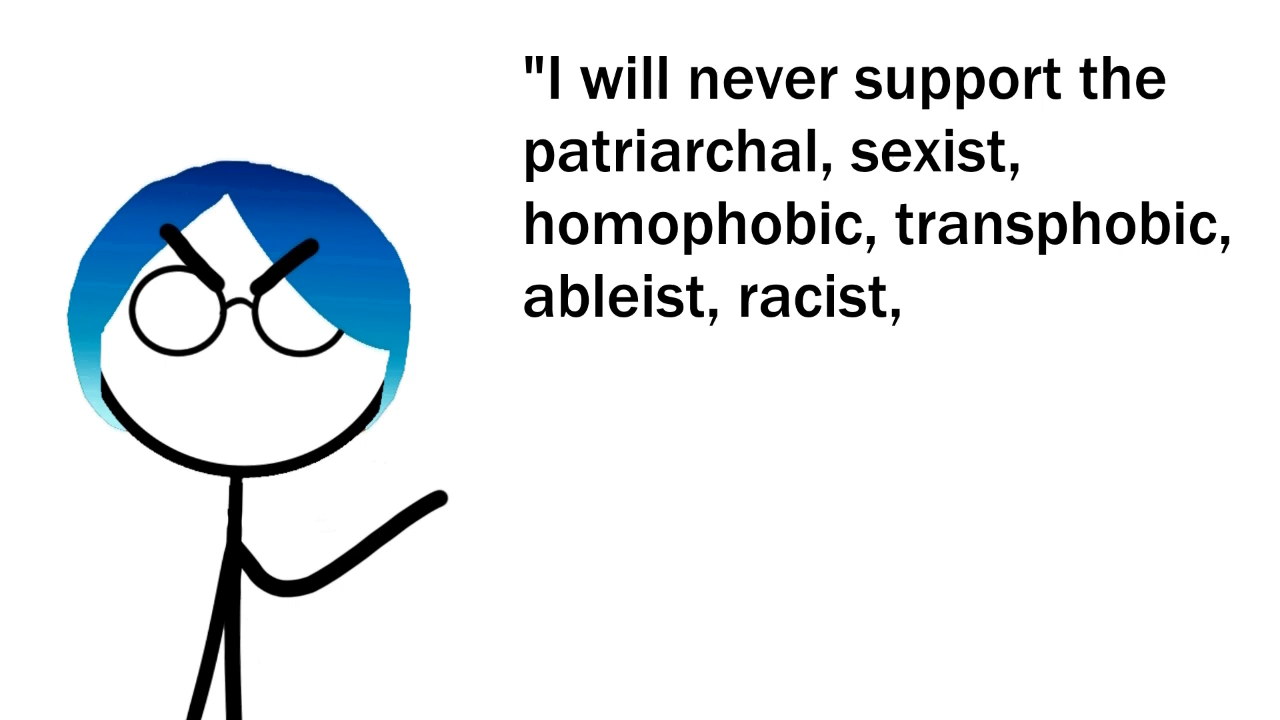 "I will never support the
patriarchal, sexist,
homophobic, transphobic,
ableist, racist,